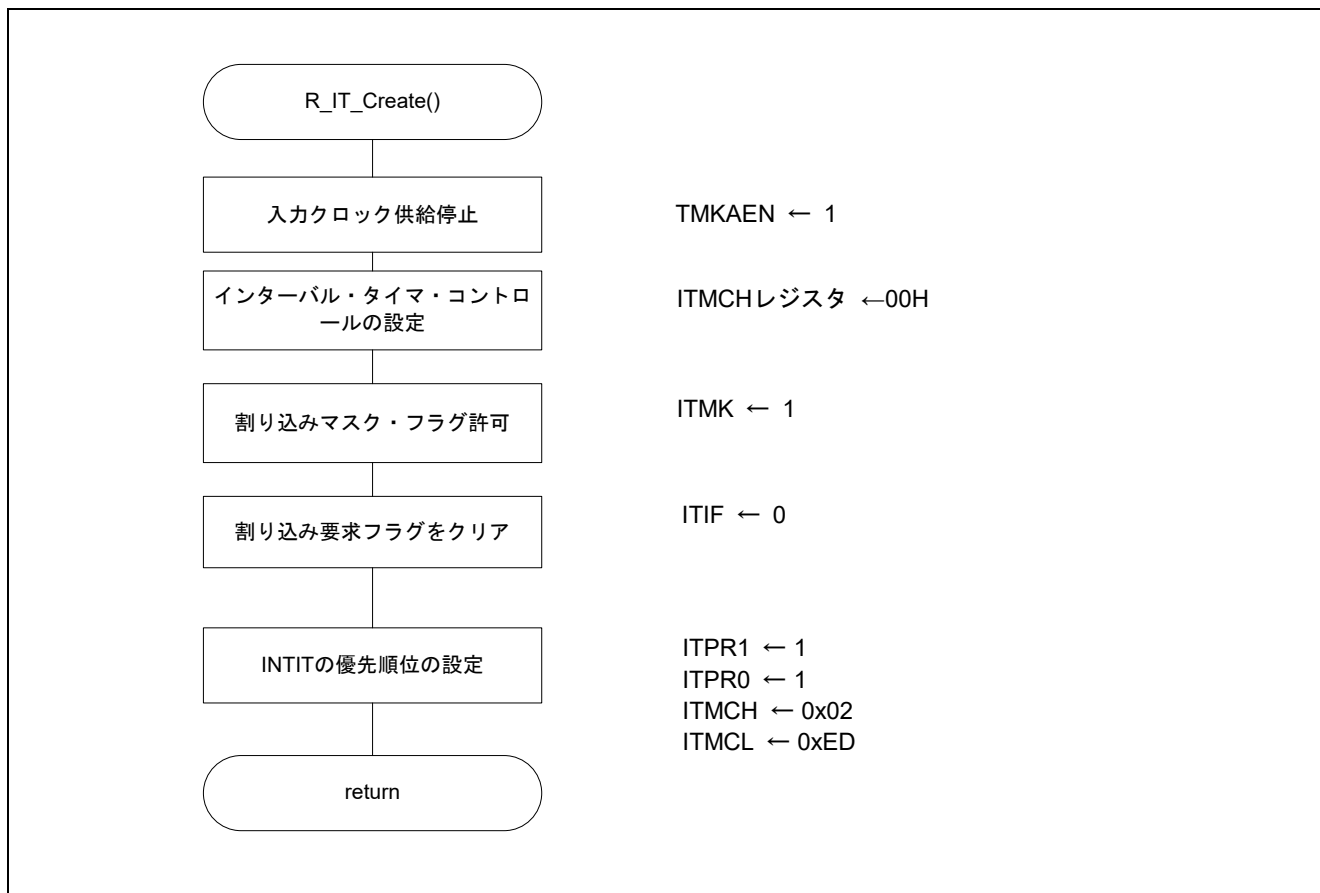 R_IT_Create()
入力クロック供給停止
TMKAEN ← 1
インターバル・タイマ・コントロ
ールの設定
ITMCHレジスタ ←00H
割り込みマスク・フラグ許可
ITMK ← 1
割り込み要求フラグをクリア
ITIF ← 0
INTITの優先順位の設定
ITPR1 ← 1
ITPR0 ← 1
ITMCH ← 0x02
ITMCL ← 0xED
return